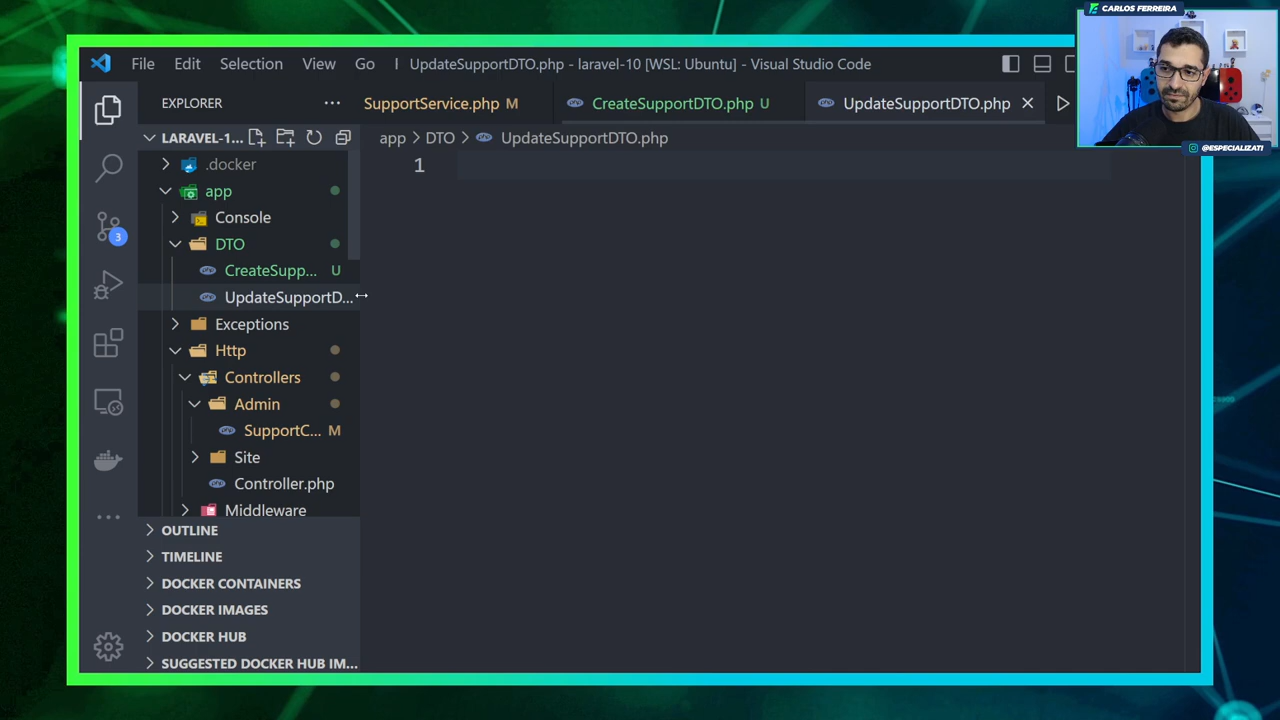 CARLOS FERREIRA
@ESPECIALIZATI
File Edit Selection View Go UpdateSupportDTO.php - laravel-10 [WSL: Ubuntu] - Visual Studio Code
EXPLORER
SupportService.php M
CreateSupportDTO.php U
UpdateSupportDTO.php
LARAVEL-1...
app > DTO > UpdateSupportDTO.php
1
.docker
app
Console
DTO
CreateSupp... U
UpdateSupportD...
Exceptions
Http
Controllers
Admin
SupportC... M
Site
Controller.php
Middleware
3
OUTLINE
TIMELINE
DOCKER CONTAINERS
DOCKER IMAGES
DOCKER HUB
SUGGESTED DOCKER HUB IM...